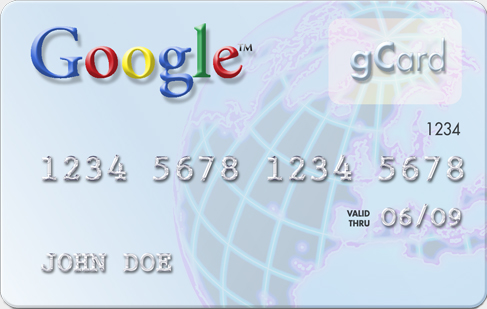 Google™
gCard
1234
1234 5678 1234 5678
VALID THRU 06/09
JOHN DOE